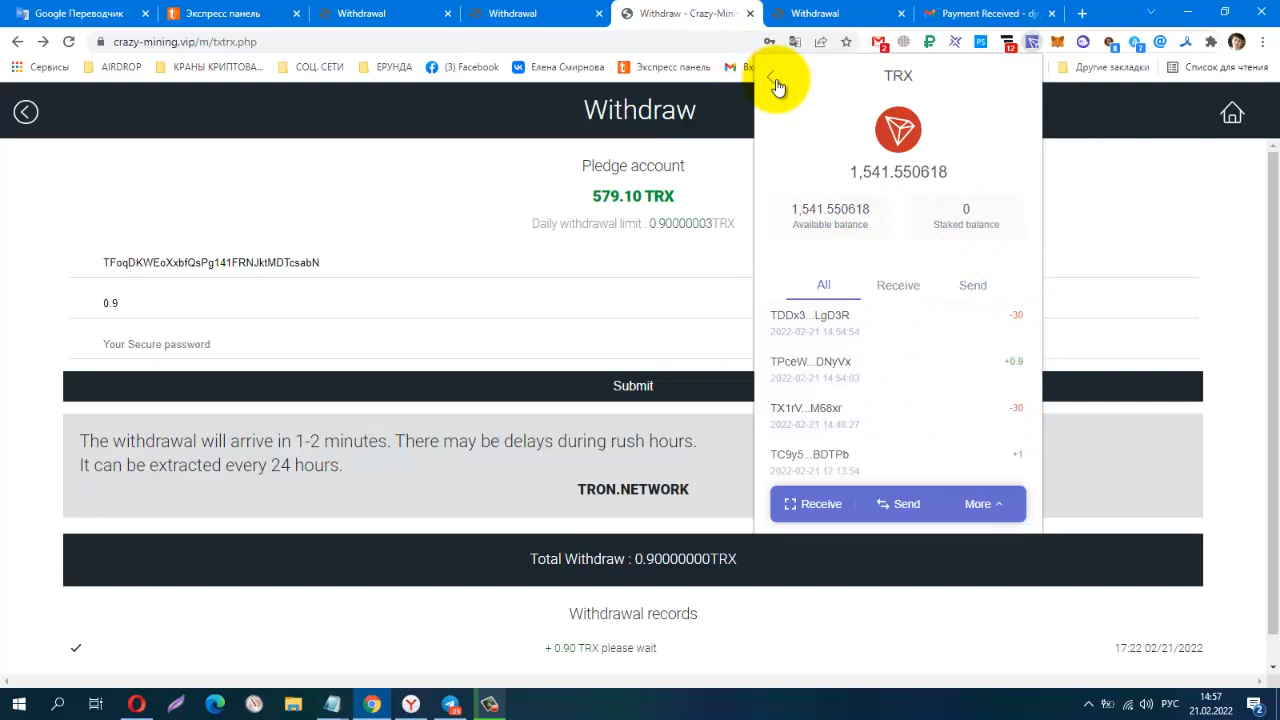 Google Переводчик
Экспресс панель
Withdrawal
Withdrawal
Withdraw - Crazy-Mini
Withdrawal
Payment Received - djr
crazy-mining.vip/m/txtrx.php
2
12
8
7
Сервисы
AIRDROP
КРАНЫ КРИПТОВА...
СОЦ. СЕТИ
ЕРУНДА
(3) Facebook
Елена Смирнова
Экспресс панель
Другие закладки
Список для чтения
Withdraw
Pledge account
579.10 TRX
Daily withdrawal limit : 0.90000003TRX
TFoqDKWEoXxbfQsPg141FRNJktMDTcsabN
0.9
Your Secure password
Submit
The withdrawal will arrive in 1-2 minutes. There may be delays during rush hours.
It can be extracted every 24 hours.
TRON.NETWORK
Total Withdraw : 0.90000000TRX
Withdrawal records
+ 0.90 TRX please wait
17:22 02/21/2022
TRX
1,541.550618
1,541.550618
0
Available balance
Staked balance
All
Receive
Send
TDDx3...LgD3R
-30
2022-02-21 14:54:54
TPceW...DNyVx
+0.9
2022-02-21 14:54:03
TX1rV...M68xr
-30
2022-02-21 14:48:27
TC9y5...BDTPb
+1
2022-02-21 12:13:54
Receive
Send
More
РУС
14:57
21.02.2022
2